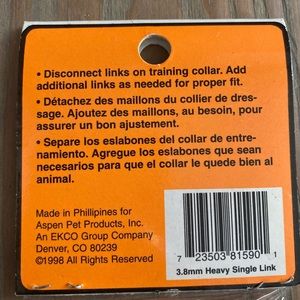 • Disconnect links on training collar. Add
additional links as needed for proper fit.
• Détachez des maillons du collier de dres-
sage. Ajoutez des maillons, au besoin, pour
assurer un bon ajustement.
• Separe los eslabones del collar de entre-
namiento. Agregue los eslabones que sean
necesarios para que el collar le quede bien al
animal.
Made in Phillipines for
Aspen Pet Products, Inc.
An EKCO Group Company
Denver, CO 80239
©1998 All Rights Reserved
7 23503 81590 1
3.8mm Heavy Single Link